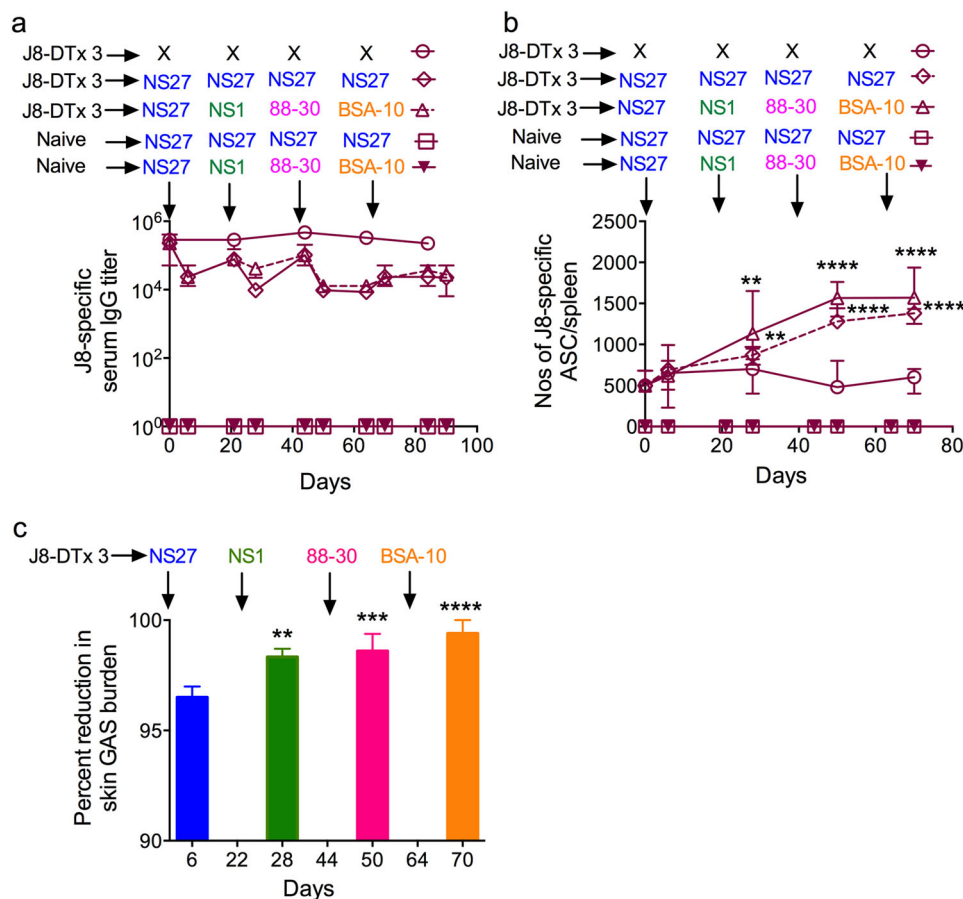 a
J8-DTx 3 X X X X
J8-DTx 3 NS27 NS27 NS27 NS27
J8-DTx 3 NS27 NS1 88-30 BSA-10
Naive NS27 NS27 NS27 NS27
Naive NS27 NS1 88-30 BSA-10
J8-specific
serum IgG titer
10^6
10^4
10^2
10^0
0 20 40 60 80 100
Days
b
J8-DTx 3 X X X X
J8-DTx 3 NS27 NS27 NS27 NS27
J8-DTx 3 NS27 NS1 88-30 BSA-10
Naive NS27 NS27 NS27 NS27
Naive NS27 NS1 88-30 BSA-10
Nos of J8-specific
ASC/spleen
2500
2000
1500
1000
500
0
** **** ****
** **** ****
0 20 40 60 80
Days
c
J8-DTx 3 NS27 NS1 88-30 BSA-10
Percent reduction in
skin GAS burden
100
95
90
** *** ****
6 22 28 44 50 64 70
Days